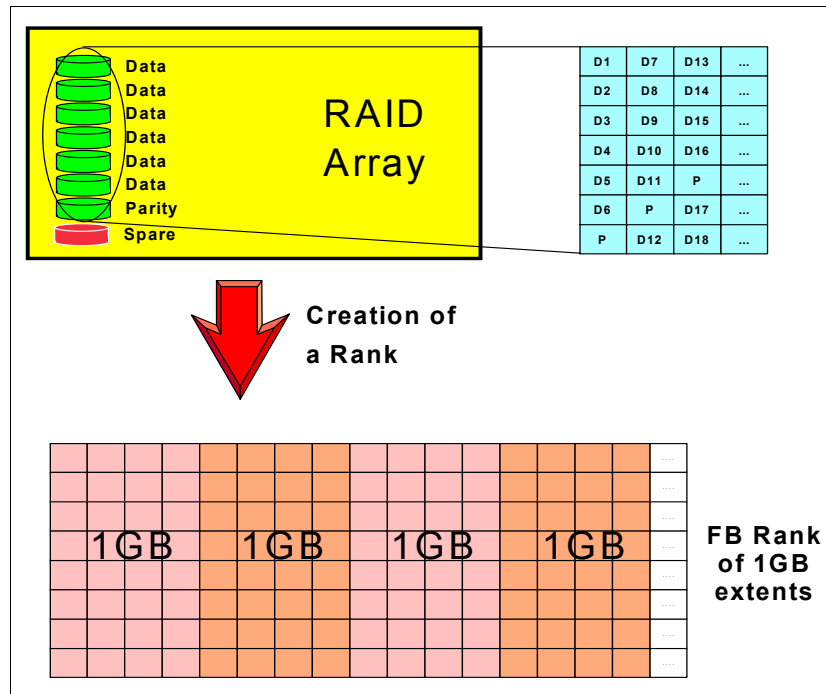 Data
Data
Data
Data
Data
Data
Parity
Spare
RAID
Array
D1 D7 D13 ...
D2 D8 D14 ...
D3 D9 D15 ...
D4 D10 D16 ...
D5 D11 P ...
D6 P D17 ...
P D12 D18 ...
Creation of
a Rank
1GB 1GB 1GB 1GB
....
....
....
....
....
....
....
....
FB Rank
of 1GB
extents